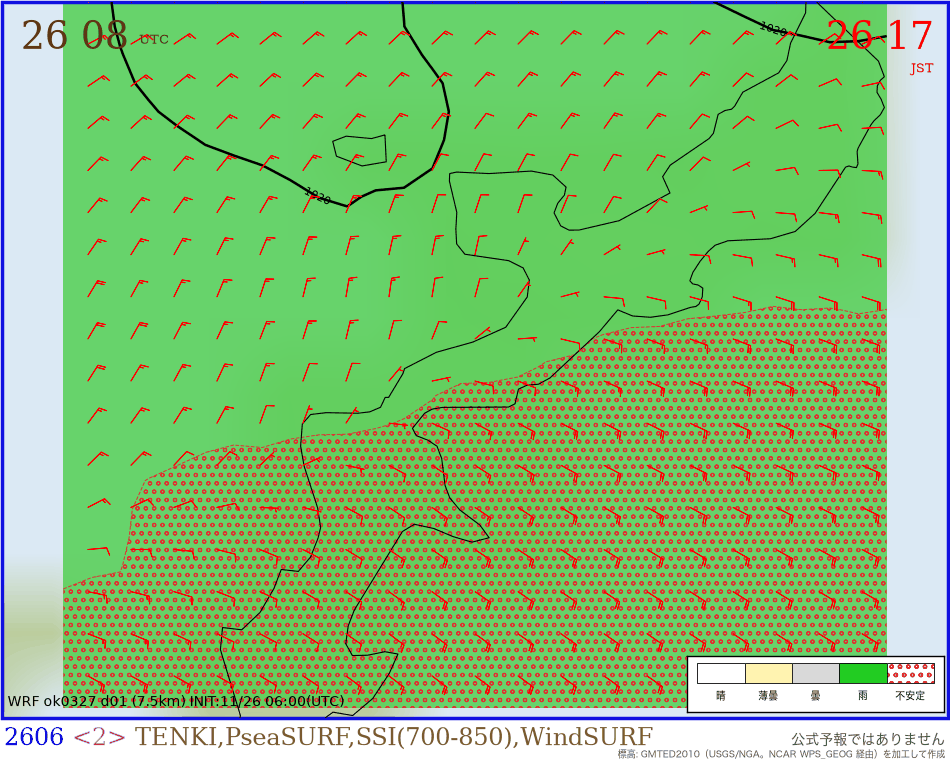 26 08 UTC
26 17
JST
1020
1020
WRF ok0327 d01 (7.5km) INIT:11/26 06:00(UTC)
晴 薄曇 曇 雨 不安定
2606 <2> TENKI,PseaSURF,SSI(700-850),WindSURF
公式予報ではありません
標高: GMTED2010（USGS/NGA。NCAR WPS_GEOG 経由）を加工して作成